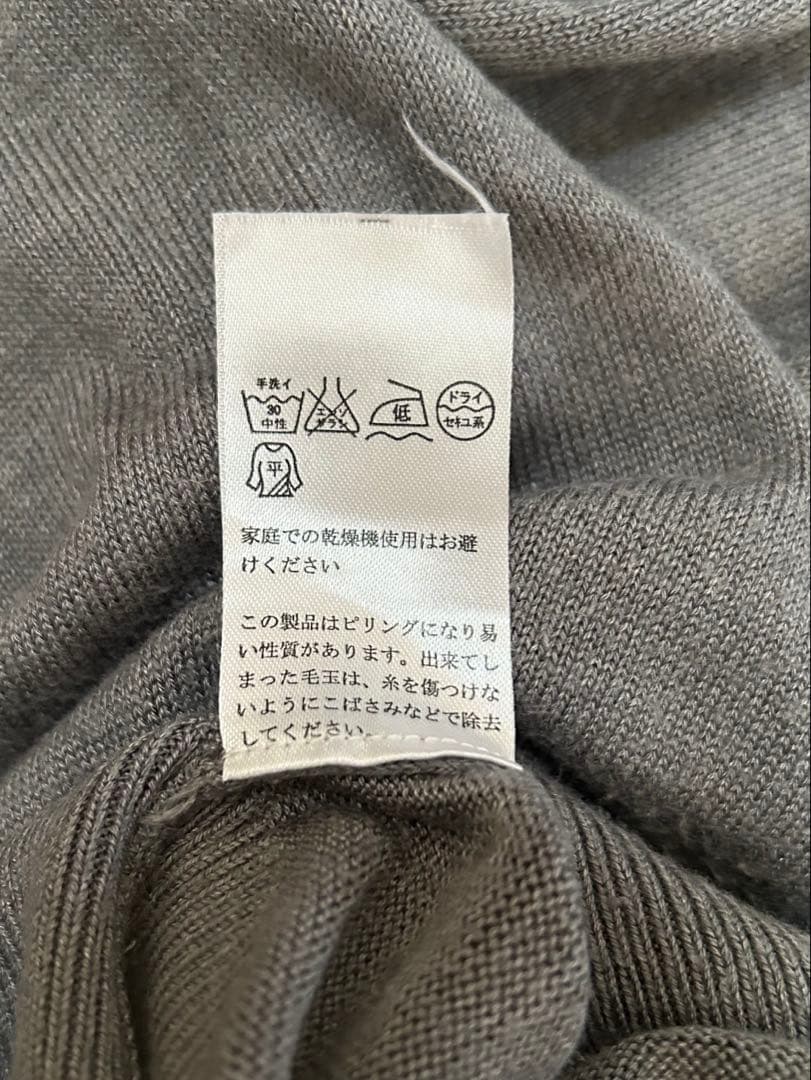 手洗イ
30
中性
エンソ
サラシ
低
ドライ
セキユ系
平
家庭での乾燥機使用はお避
けください
この製品はピリングになり易
い性質があります。出来てし
まった毛玉は、糸を傷つけな
いようにこばさみなどで除去
してください。